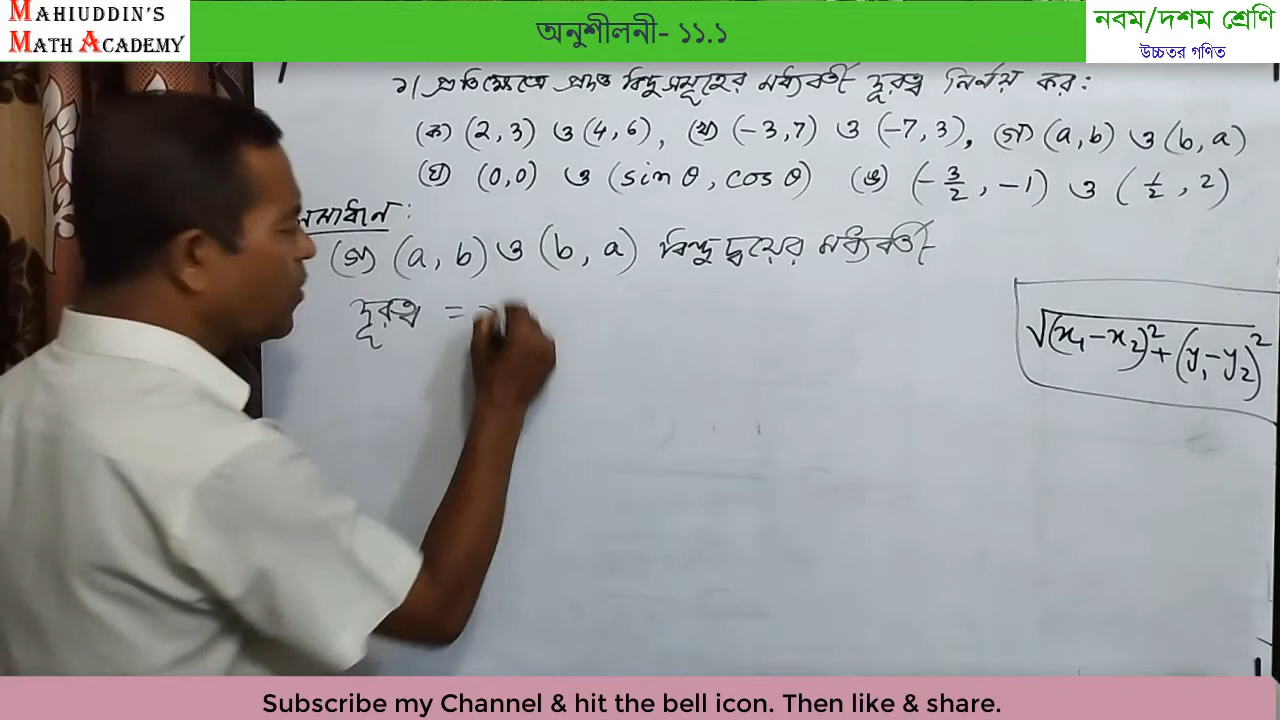 MAHIUDDIN'S
MATH ACADEMY
অনুশীলনী- ১১.১
নবম/দশম শ্রেণি
উচ্চতর গণিত
১। প্রতিক্ষেত্রে প্রদত্ত বিন্দুসমূহের মধ্যবর্তী দূরত্ব নির্ণয় কর:
(ক) (2, 3) ও (4, 6), (খ) (-3, 7) ও (-7, 3), (গ) (a, b) ও (b, a)
(ঘ) (0, 0) ও (sin θ, cos θ) (ঙ) (-3/2, -1) ও (1/2, 2)
সমাধান:
(গ) (a, b) ও (b, a) বিন্দুদ্বয়ের মধ্যবর্তী
দূরত্ব =
√(x₁-x₂)² + (y₁-y₂)²
Subscribe my Channel & hit the bell icon. Then like & share.